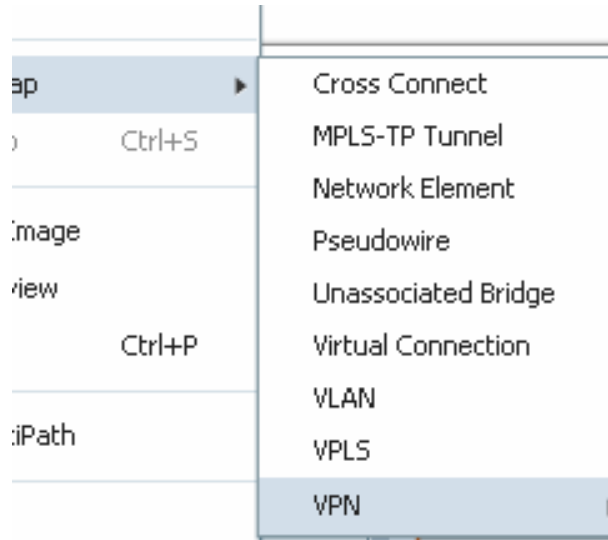 ap
Ctrl+S
Image
view
Ctrl+P
tiPath
Cross Connect
MPLS-TP Tunnel
Network Element
Pseudowire
Unassociated Bridge
Virtual Connection
VLAN
VPLS
VPN